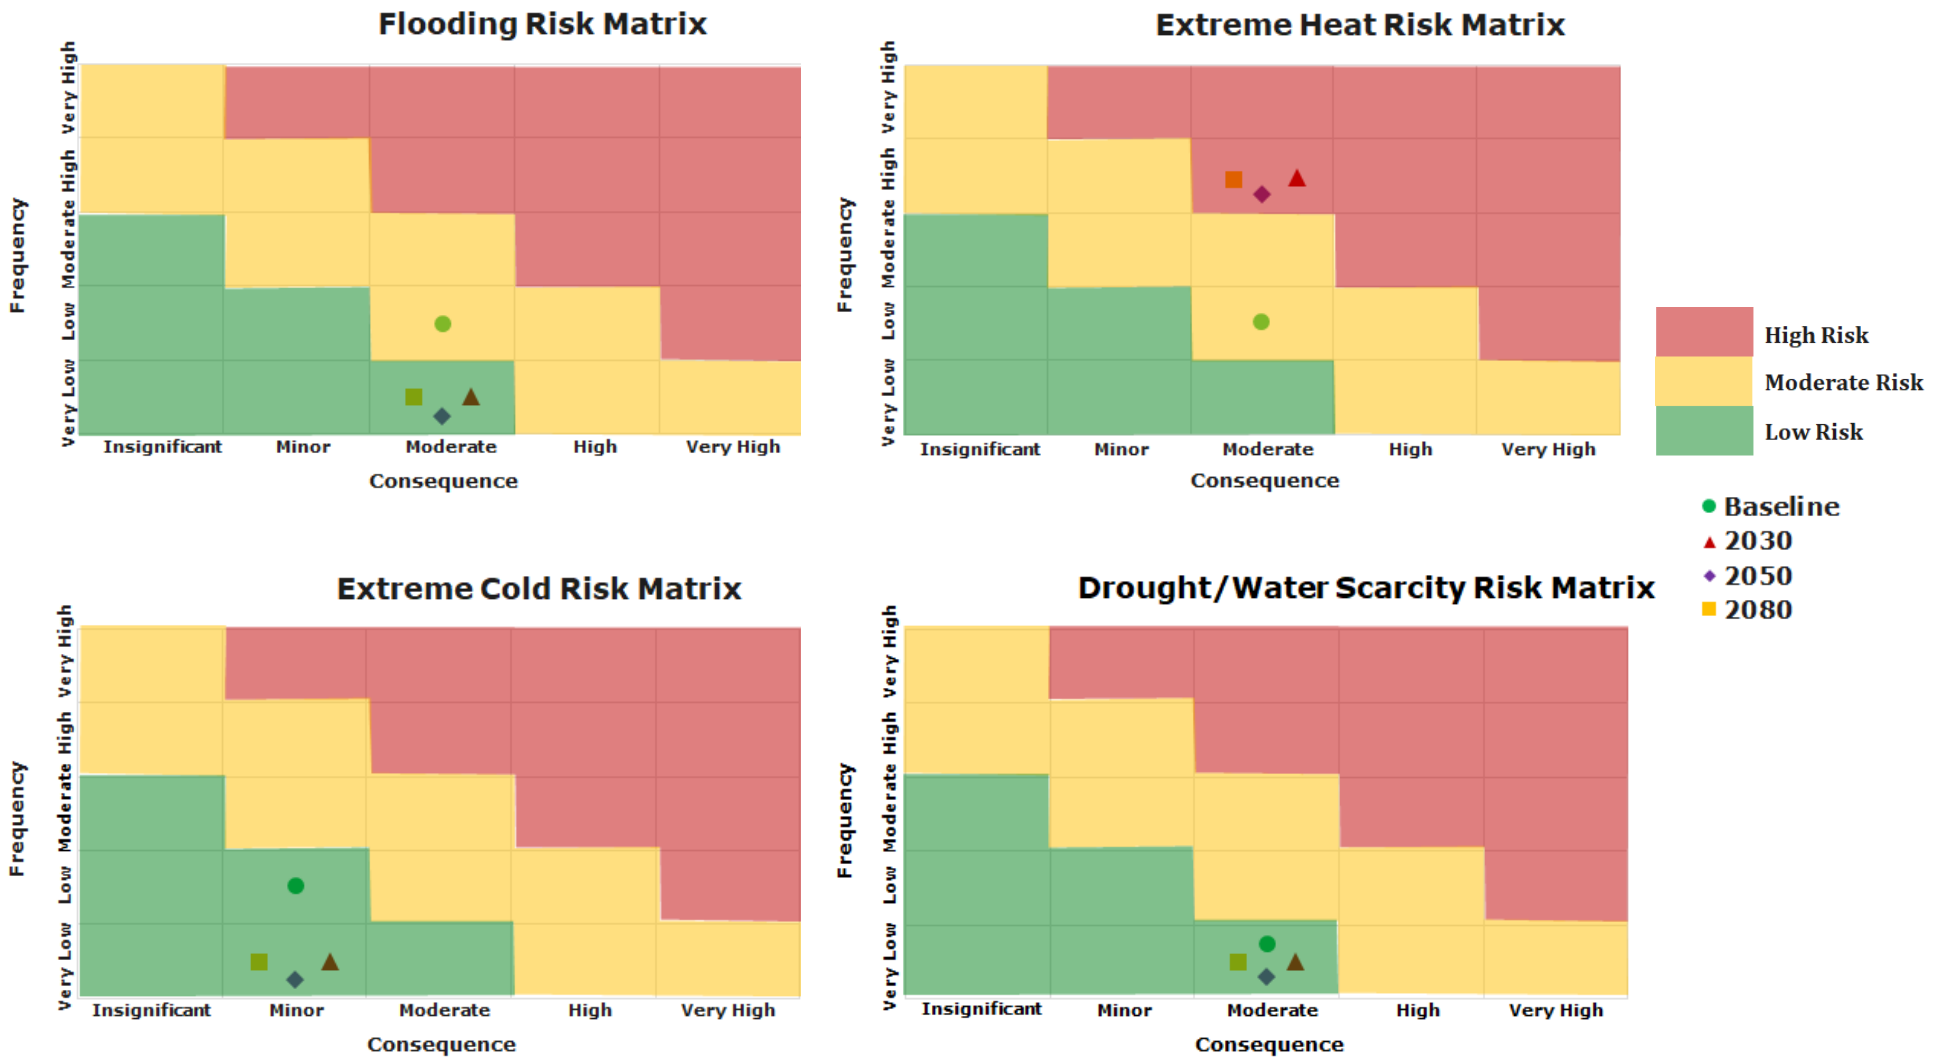 Flooding Risk Matrix
Very High
High
Moderate
Low
Very Low
Frequency
Insignificant
Minor
Moderate
High
Very High
Consequence
Extreme Heat Risk Matrix
Very High
High
Moderate
Low
Very Low
Frequency
Insignificant
Minor
Moderate
High
Very High
Consequence
High Risk
Moderate Risk
Low Risk
Baseline
2030
2050
2080
Extreme Cold Risk Matrix
Very High
High
Moderate
Low
Very Low
Frequency
Insignificant
Minor
Moderate
High
Very High
Consequence
Drought/Water Scarcity Risk Matrix
Very High
High
Moderate
Low
Very Low
Frequency
Insignificant
Minor
Moderate
High
Very High
Consequence